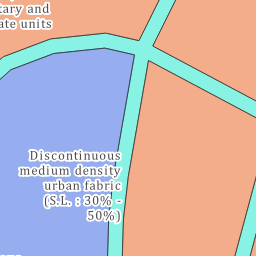 tary and
ate units
Discontinuous
medium density
urban fabric
(S.L. : 30% -
50%)